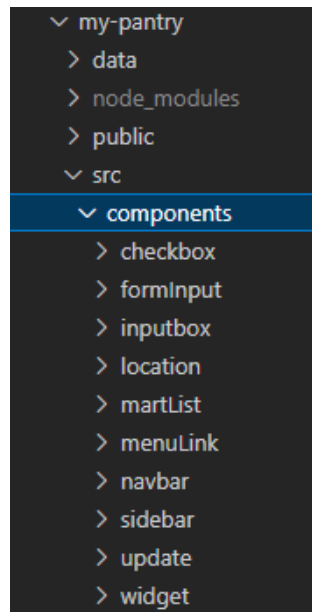 my-pantry
data
node_modules
public
src
components
checkbox
formInput
inputbox
location
martList
menuLink
navbar
sidebar
update
widget